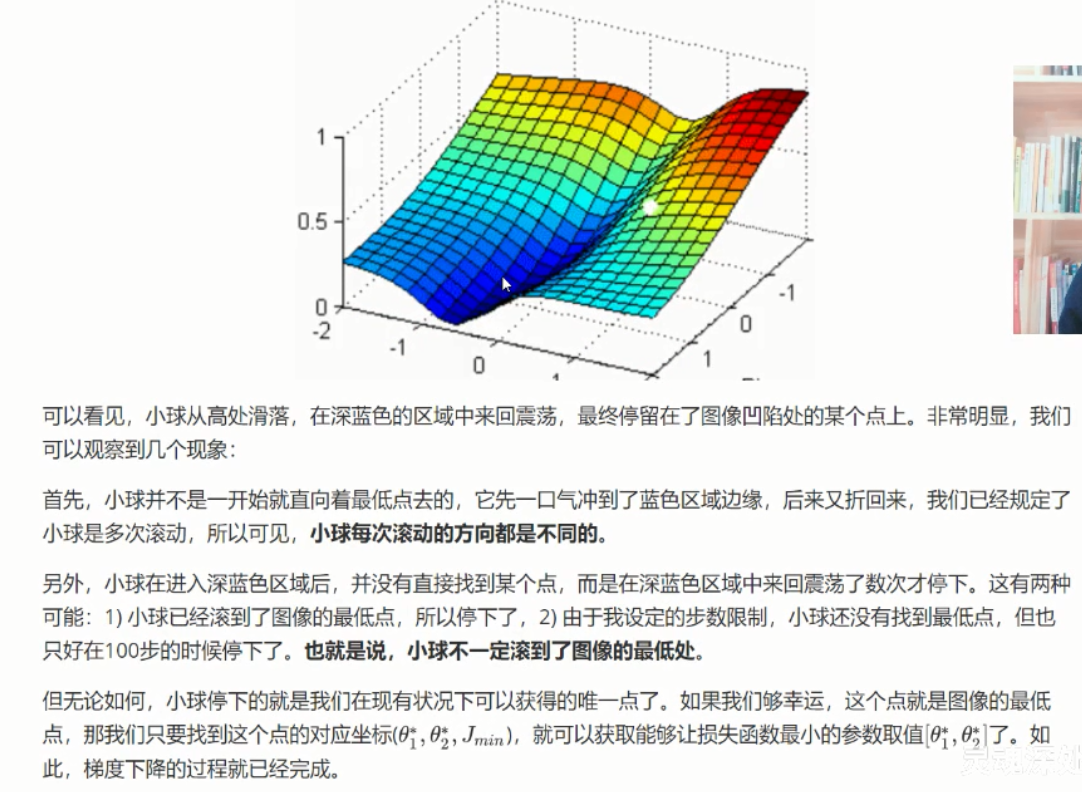 1
0.5
0
-2
-1
0
1
0
-1
可以看见，小球从高处滑落，在深蓝色的区域中来回震荡，最终停留在了图像凹陷处的某个点上。非常明显，我们
可以观察到几个现象：
首先，小球并不是一开始就直向着最低点去的，它先一口气冲到了蓝色区域边缘，后来又折回来，我们已经规定了
小球是多次滚动，所以可见，小球每次滚动的方向都是不同的。
另外，小球在进入深蓝色区域后，并没有直接找到某个点，而是在深蓝色区域中来回震荡了数次才停下。这有两种
可能：1) 小球已经滚到了图像的最低点，所以停下了，2) 由于我设定的步数限制，小球还没有找到最低点，但也
只好在100步的时候停下了。也就是说，小球不一定滚到了图像的最低处。
但无论如何，小球停下的就是我们在现有状况下可以获得的唯一点了。如果我们够幸运，这个点就是图像的最低
点，那我们只要找到这个点的对应坐标(θ₁*, θ₂*, Jmin)，就可以获取能够让损失函数最小的参数取值[θ₁*, θ₂*]了。如
此，梯度下降的过程就已经完成。